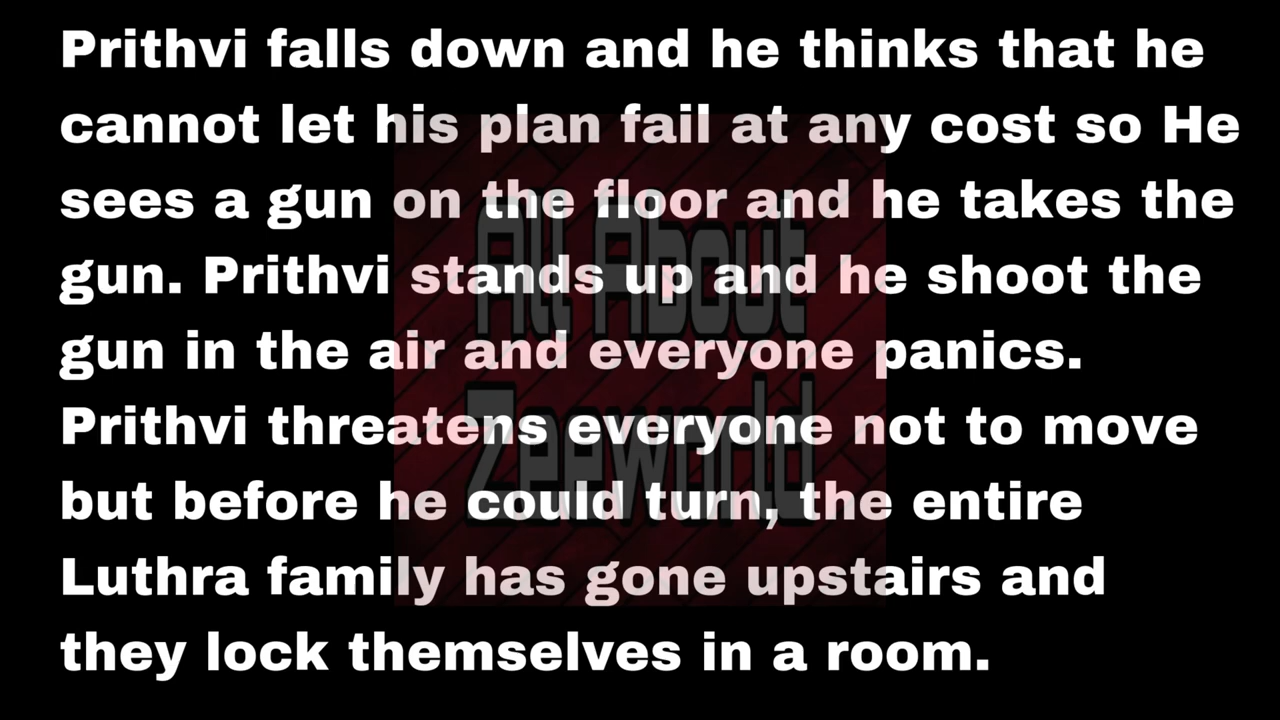 Prithvi falls down and he thinks that he
cannot let his plan fail at any cost so He
sees a gun on the floor and he takes the
gun. Prithvi stands up and he shoot the
gun in the air and everyone panics.
Prithvi threatens everyone not to move
but before he could turn, the entire
Luthra family has gone upstairs and
they lock themselves in a room.
All About
Zeeworld